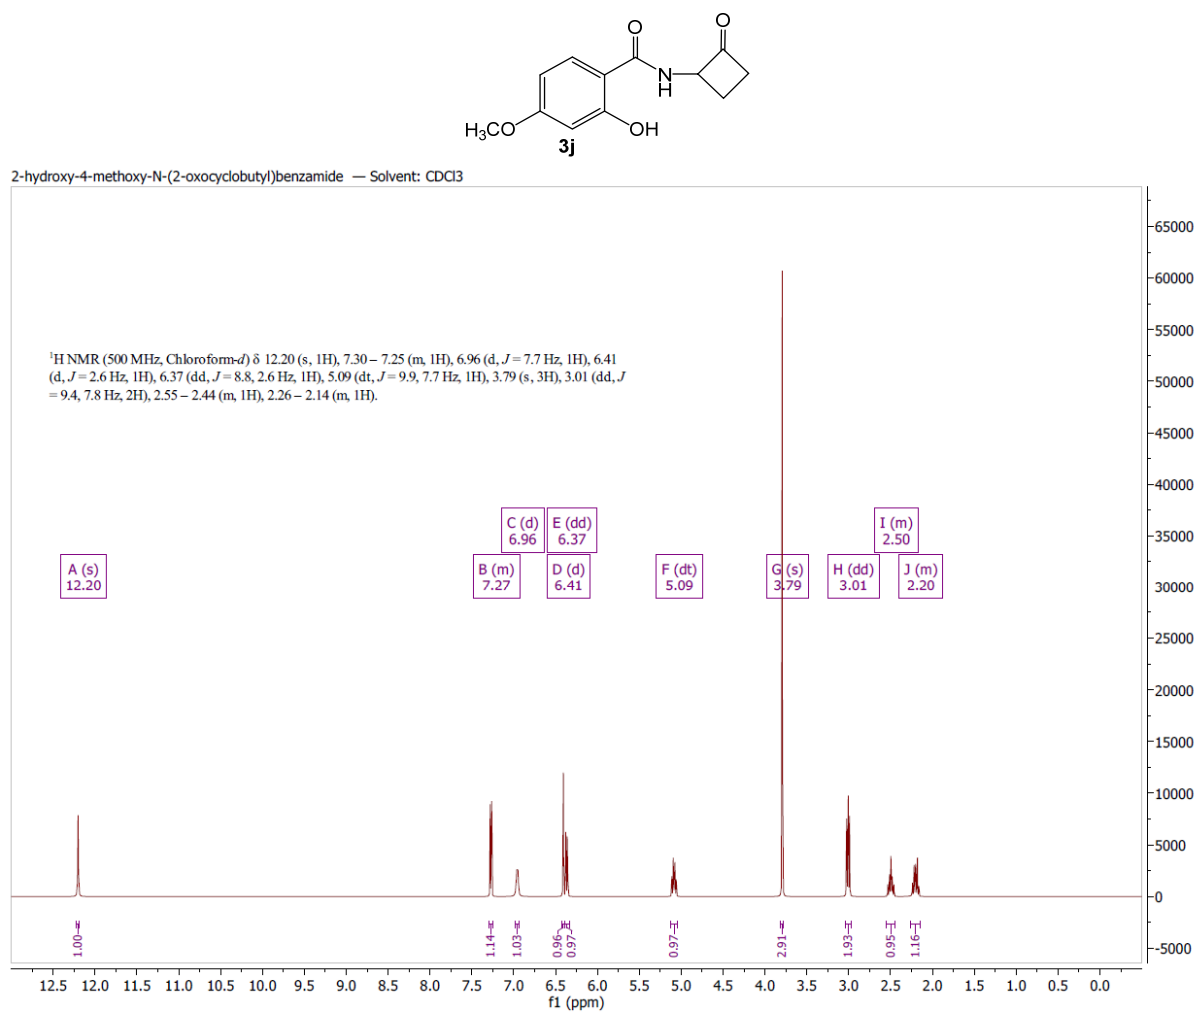 O
O
N
H
H₃CO
OH
3j
2-hydroxy-4-methoxy-N-(2-oxocyclobutyl)benzamide — Solvent: CDCl3
¹H NMR (500 MHz, Chloroform-d) δ 12.20 (s, 1H), 7.30 – 7.25 (m, 1H), 6.96 (d, J = 7.7 Hz, 1H), 6.41
(d, J = 2.6 Hz, 1H), 6.37 (dd, J = 8.8, 2.6 Hz, 1H), 5.09 (dt, J = 9.9, 7.7 Hz, 1H), 3.79 (s, 3H), 3.01 (dd, J
= 9.4, 7.8 Hz, 2H), 2.55 – 2.44 (m, 1H), 2.26 – 2.14 (m, 1H).
C (d)
6.96
E (dd)
6.37
I (m)
2.50
A (s)
12.20
B (m)
7.27
D (d)
6.41
F (dt)
5.09
G (s)
3.79
H (dd)
3.01
J (m)
2.20
65000
60000
55000
50000
45000
40000
35000
30000
25000
20000
15000
10000
5000
0
-5000
1.00
1.14
1.03
0.96
0.97
0.97
2.91
1.93
0.95
1.16
12.5 12.0 11.5 11.0 10.5 10.0 9.5 9.0 8.5 8.0 7.5 7.0 6.5 6.0 5.5 5.0 4.5 4.0 3.5 3.0 2.5 2.0 1.5 1.0 0.5 0.0
f1 (ppm)